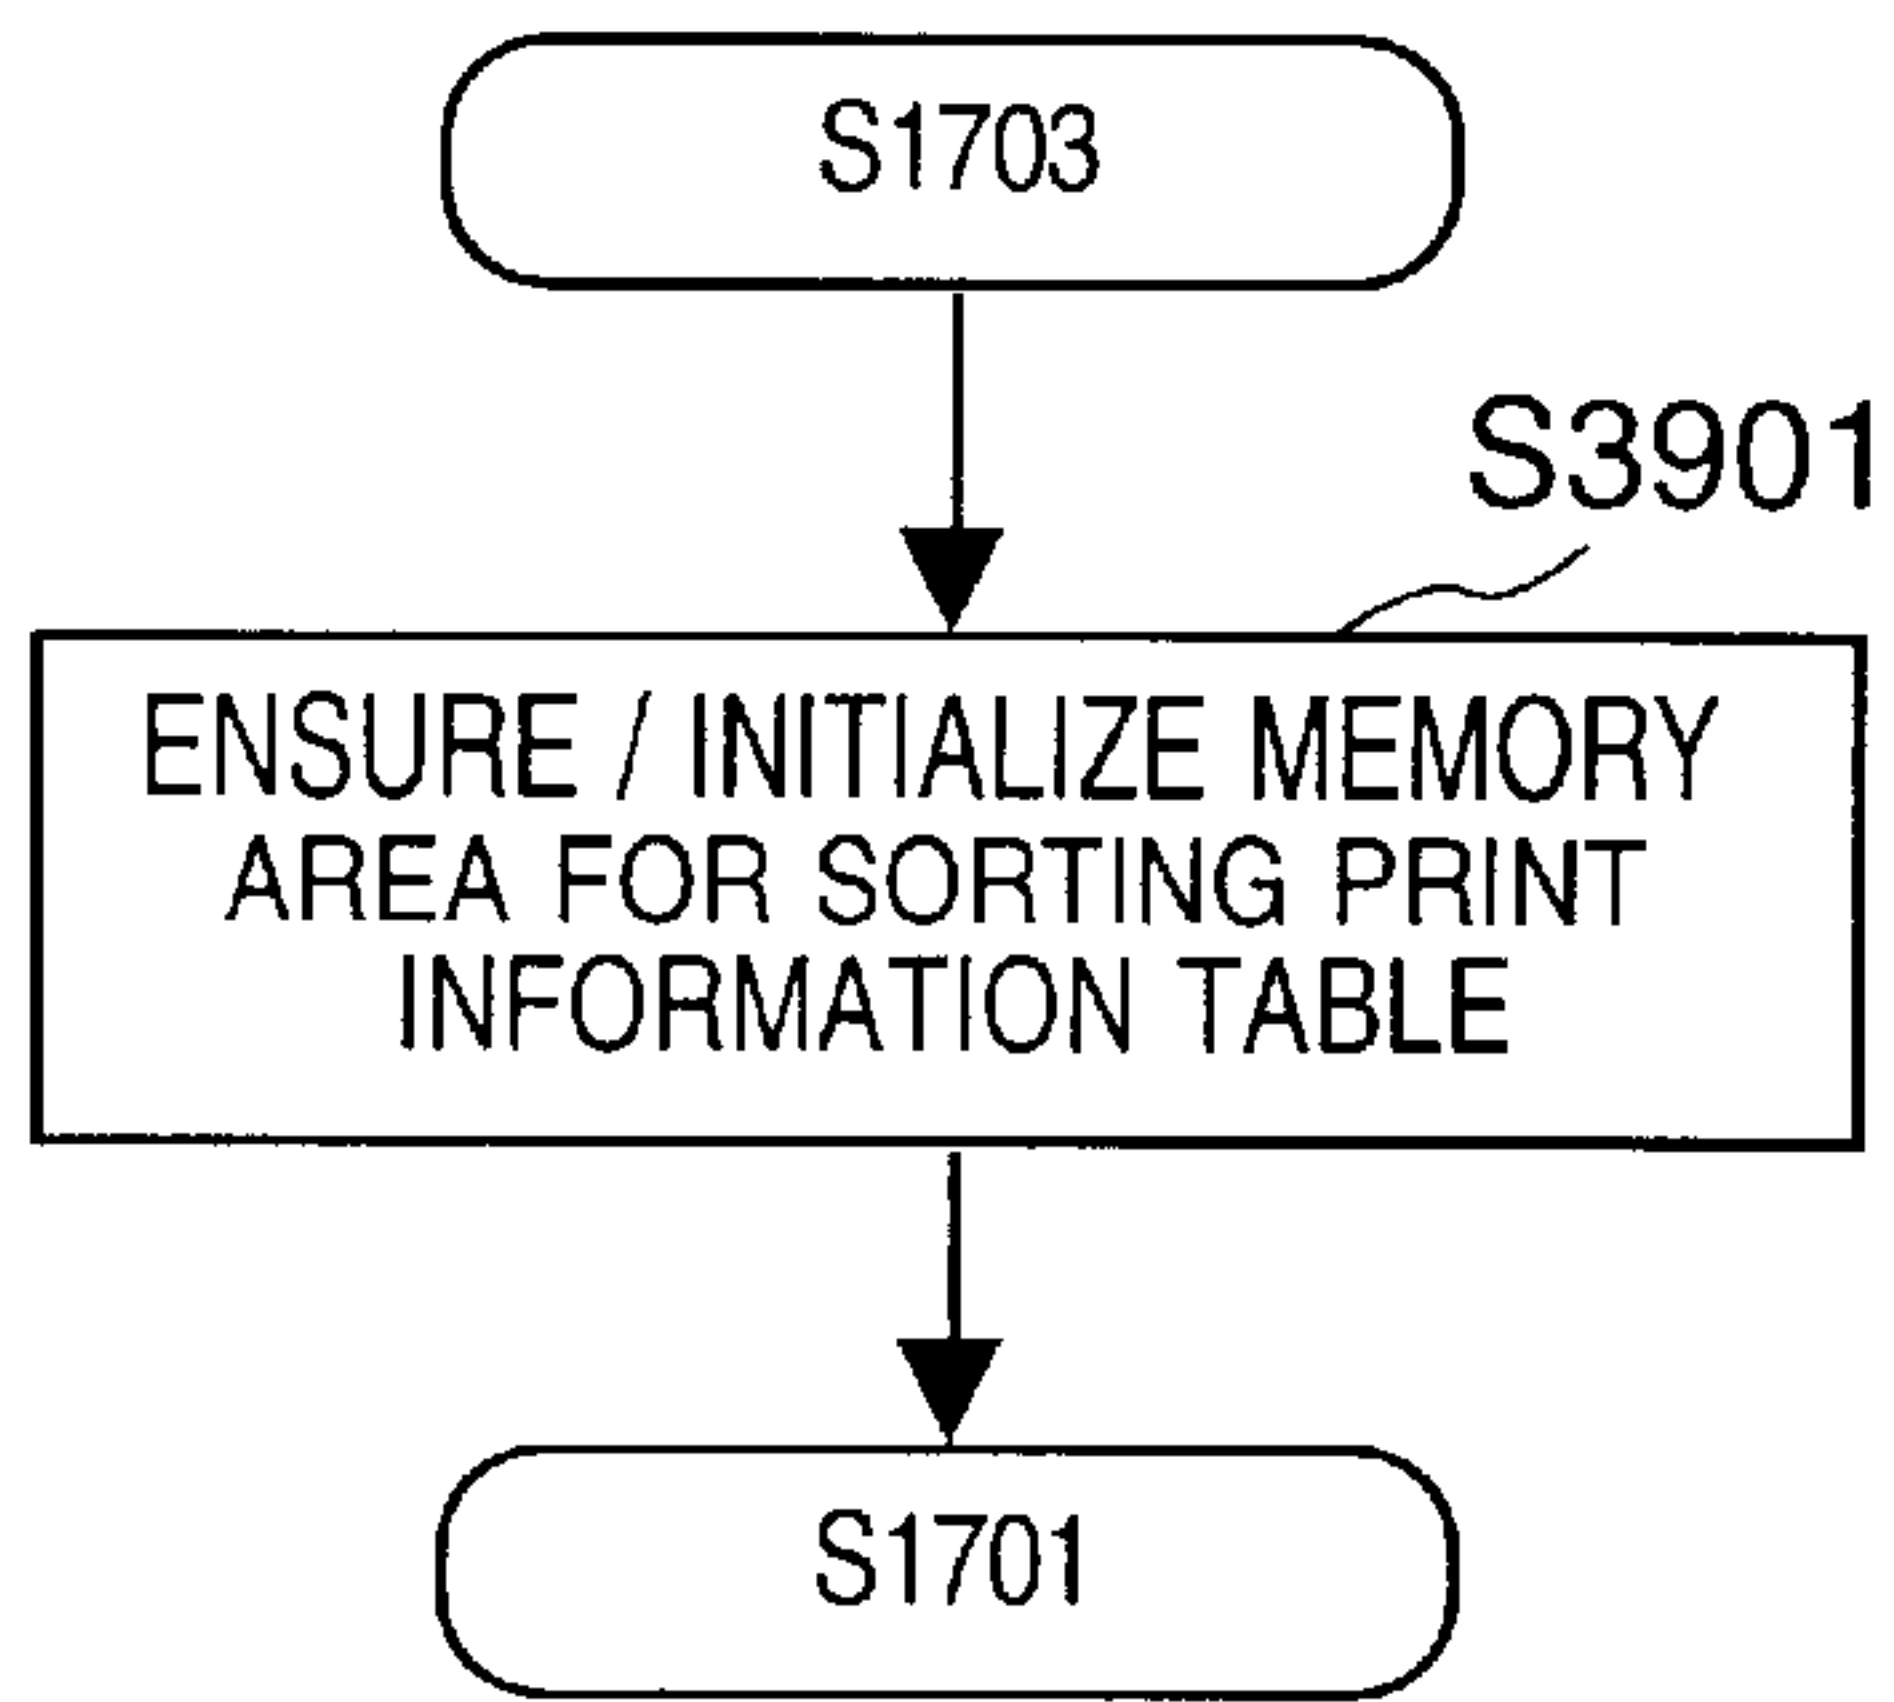 S1703
S3901
ENSURE / INITIALIZE MEMORY
AREA FOR SORTING PRINT
INFORMATION TABLE
S1701